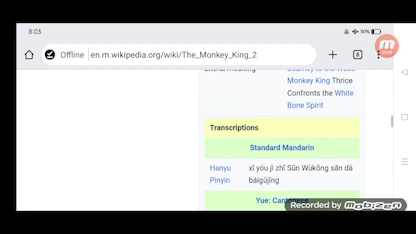 8:03
50%
Offline en.m.wikipedia.org/wiki/The_Monkey_King_2
6
Journey to the West
Monkey King Thrice
Confronts the White
Bone Spirit
Transcriptions
Standard Mandarin
Hanyu Pinyin
xī yóu jì zhī Sūn Wùkōng sān dǎ
báigǔjīng
Yue: Cantonese
Recorded by
mobizen